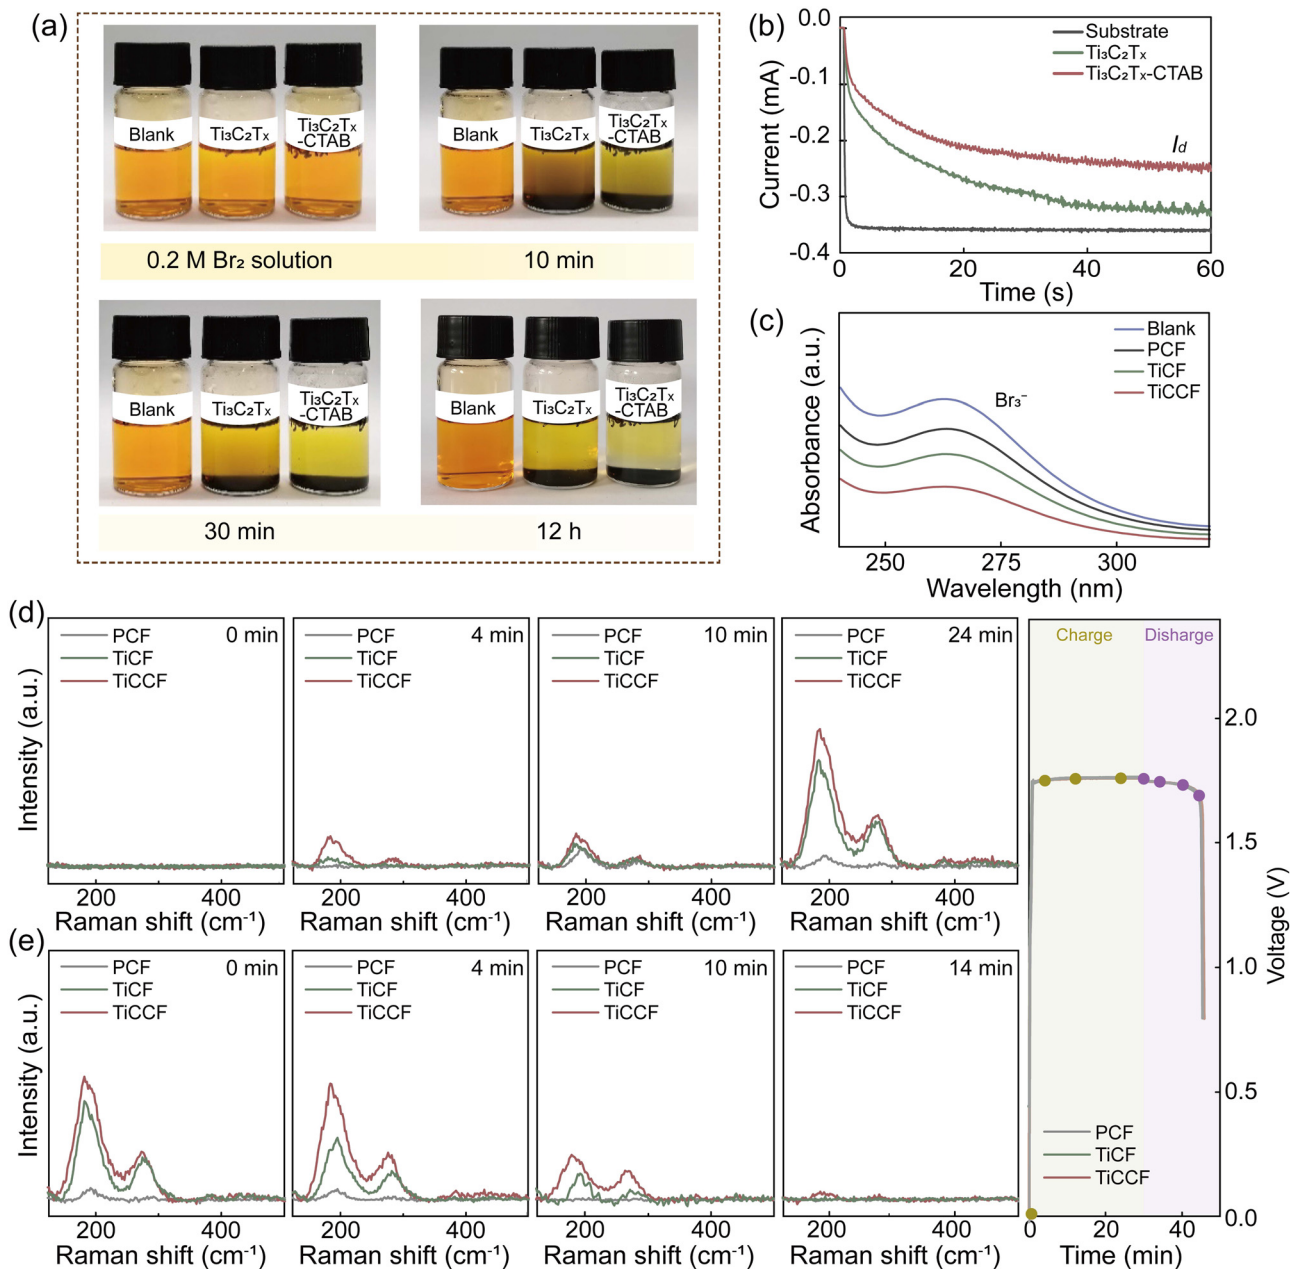 (a)
Blank
Ti₃C₂Tₓ
Ti₃C₂Tₓ
-CTAB
Blank
Ti₃C₂Tₓ
Ti₃C₂Tₓ
-CTAB
0.2 M Br₂ solution
10 min
Blank
Ti₃C₂Tₓ
Ti₃C₂Tₓ
-CTAB
Blank
Ti₃C₂Tₓ
Ti₃C₂Tₓ
-CTAB
30 min
12 h
(b)
0.0
-0.1
-0.2
-0.3
-0.4
Current (mA)
Substrate
Ti₃C₂Tₓ
Ti₃C₂Tₓ-CTAB
I_d
0
20
40
60
Time (s)
(c)
Absorbance (a.u.)
Blank
PCF
TiCF
TiCCF
Br₃⁻
250
275
300
Wavelength (nm)
(d)
Intensity (a.u.)
PCF
TiCF
TiCCF
0 min
200
400
Raman shift (cm⁻¹)
PCF
TiCF
TiCCF
4 min
200
400
Raman shift (cm⁻¹)
PCF
TiCF
TiCCF
10 min
200
400
Raman shift (cm⁻¹)
PCF
TiCF
TiCCF
24 min
200
400
Raman shift (cm⁻¹)
(e)
Intensity (a.u.)
PCF
TiCF
TiCCF
0 min
200
400
Raman shift (cm⁻¹)
PCF
TiCF
TiCCF
4 min
200
400
Raman shift (cm⁻¹)
PCF
TiCF
TiCCF
10 min
200
400
Raman shift (cm⁻¹)
PCF
TiCF
TiCCF
14 min
200
400
Raman shift (cm⁻¹)
Charge
Disharge
2.0
1.5
1.0
0.5
0.0
Voltage (V)
PCF
TiCF
TiCCF
0
20
40
Time (min)